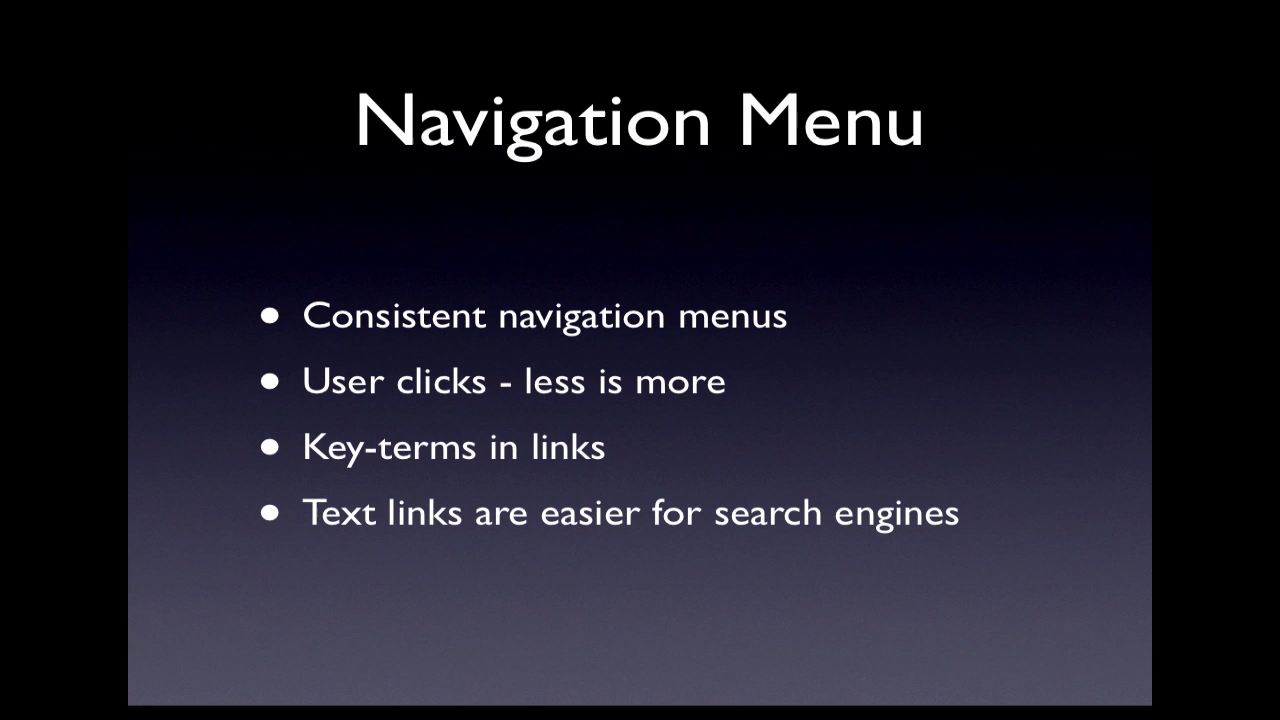 Navigation Menu
• Consistent navigation menus
• User clicks - less is more
• Key-terms in links
• Text links are easier for search engines